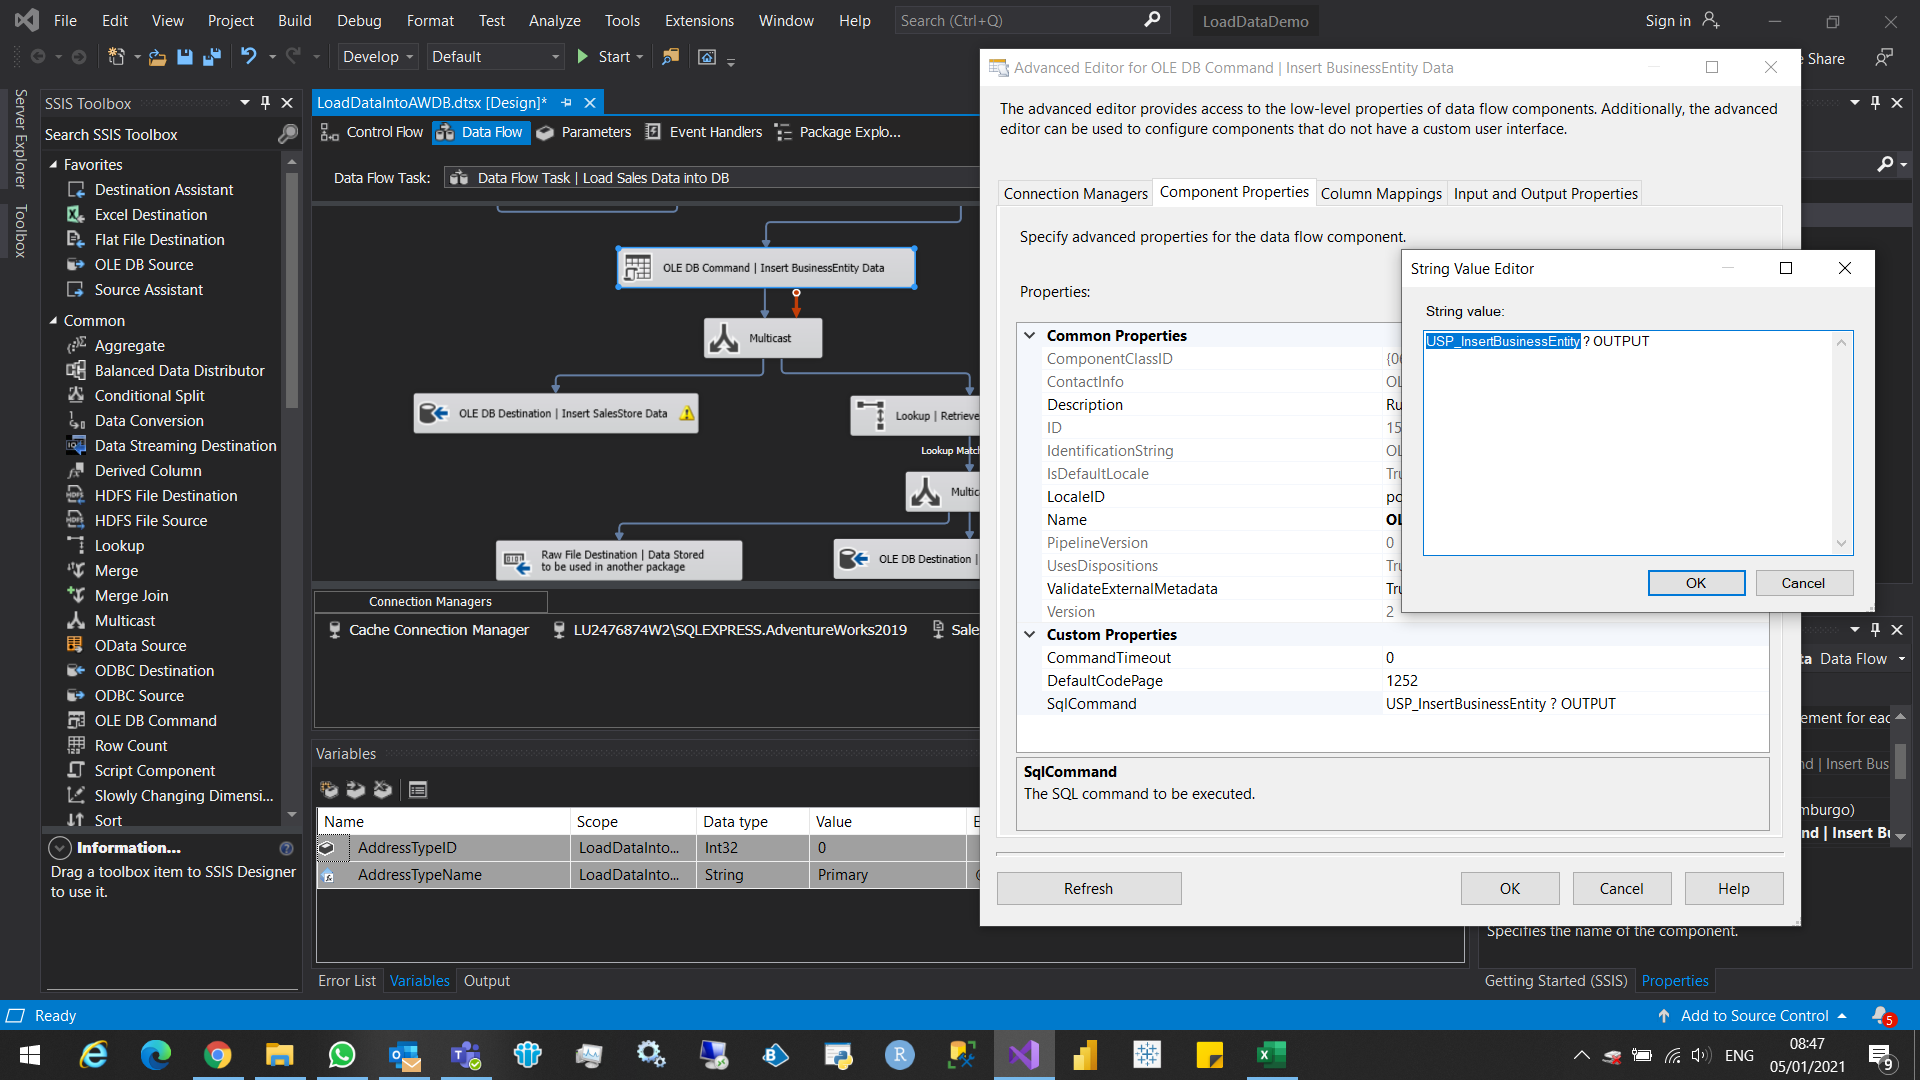 File Edit View Project Build Debug Format Test Analyze Tools Extensions Window Help Search (Ctrl+Q) LoadDataDemo Sign in
Develop Default Start Share
Server Explorer
Toolbox
SSIS Toolbox
Search SSIS Toolbox
Favorites
Destination Assistant
Excel Destination
Flat File Destination
OLE DB Source
Source Assistant
Common
Aggregate
Balanced Data Distributor
Conditional Split
Data Conversion
Data Streaming Destination
Derived Column
HDFS File Destination
HDFS File Source
Lookup
Merge
Merge Join
Multicast
OData Source
ODBC Destination
ODBC Source
OLE DB Command
Row Count
Script Component
Slowly Changing Dimensi...
Sort
Information...
Drag a toolbox item to SSIS Designer
to use it.
LoadDataIntoAWDB.dtsx [Design]*
Control Flow Data Flow Parameters Event Handlers Package Explo...
Data Flow Task: Data Flow Task | Load Sales Data into DB
OLE DB Command | Insert BusinessEntity Data
Multicast
OLE DB Destination | Insert SalesStore Data
Lookup | Retrieve
Lookup Match
Multica
Raw File Destination | Data Stored
to be used in another package
OLE DB Destination |
Connection Managers
Cache Connection Manager LU2476874W2\SQLEXPRESS.AdventureWorks2019 Sale
Variables
Name Scope Data type Value E
AddressTypeID LoadDataInto... Int32 0
AddressTypeName LoadDataInto... String Primary
Error List Variables Output
Advanced Editor for OLE DB Command | Insert BusinessEntity Data
The advanced editor provides access to the low-level properties of data flow components. Additionally, the advanced
editor can be used to configure components that do not have a custom user interface.
Connection Managers Component Properties Column Mappings Input and Output Properties
Specify advanced properties for the data flow component.
Properties:
Common Properties
ComponentClassID {06
ContactInfo OL
Description Ru
ID 15
IdentificationString OL
IsDefaultLocale Tru
LocaleID po
Name OL
PipelineVersion 0
UsesDispositions Tru
ValidateExternalMetadata Tru
Version 2
Custom Properties
CommandTimeout 0
DefaultCodePage 1252
SqlCommand USP_InsertBusinessEntity ? OUTPUT
SqlCommand
The SQL command to be executed.
Refresh OK Cancel Help
String Value Editor
String value:
USP_InsertBusinessEntity ? OUTPUT
OK Cancel
ta Data Flow
ement for eac
nd | Insert Bus
mburgo)
nd | Insert Bu
Specifies the name of the component.
Getting Started (SSIS) Properties
Ready Add to Source Control 5
ENG
08:47
05/01/2021
9